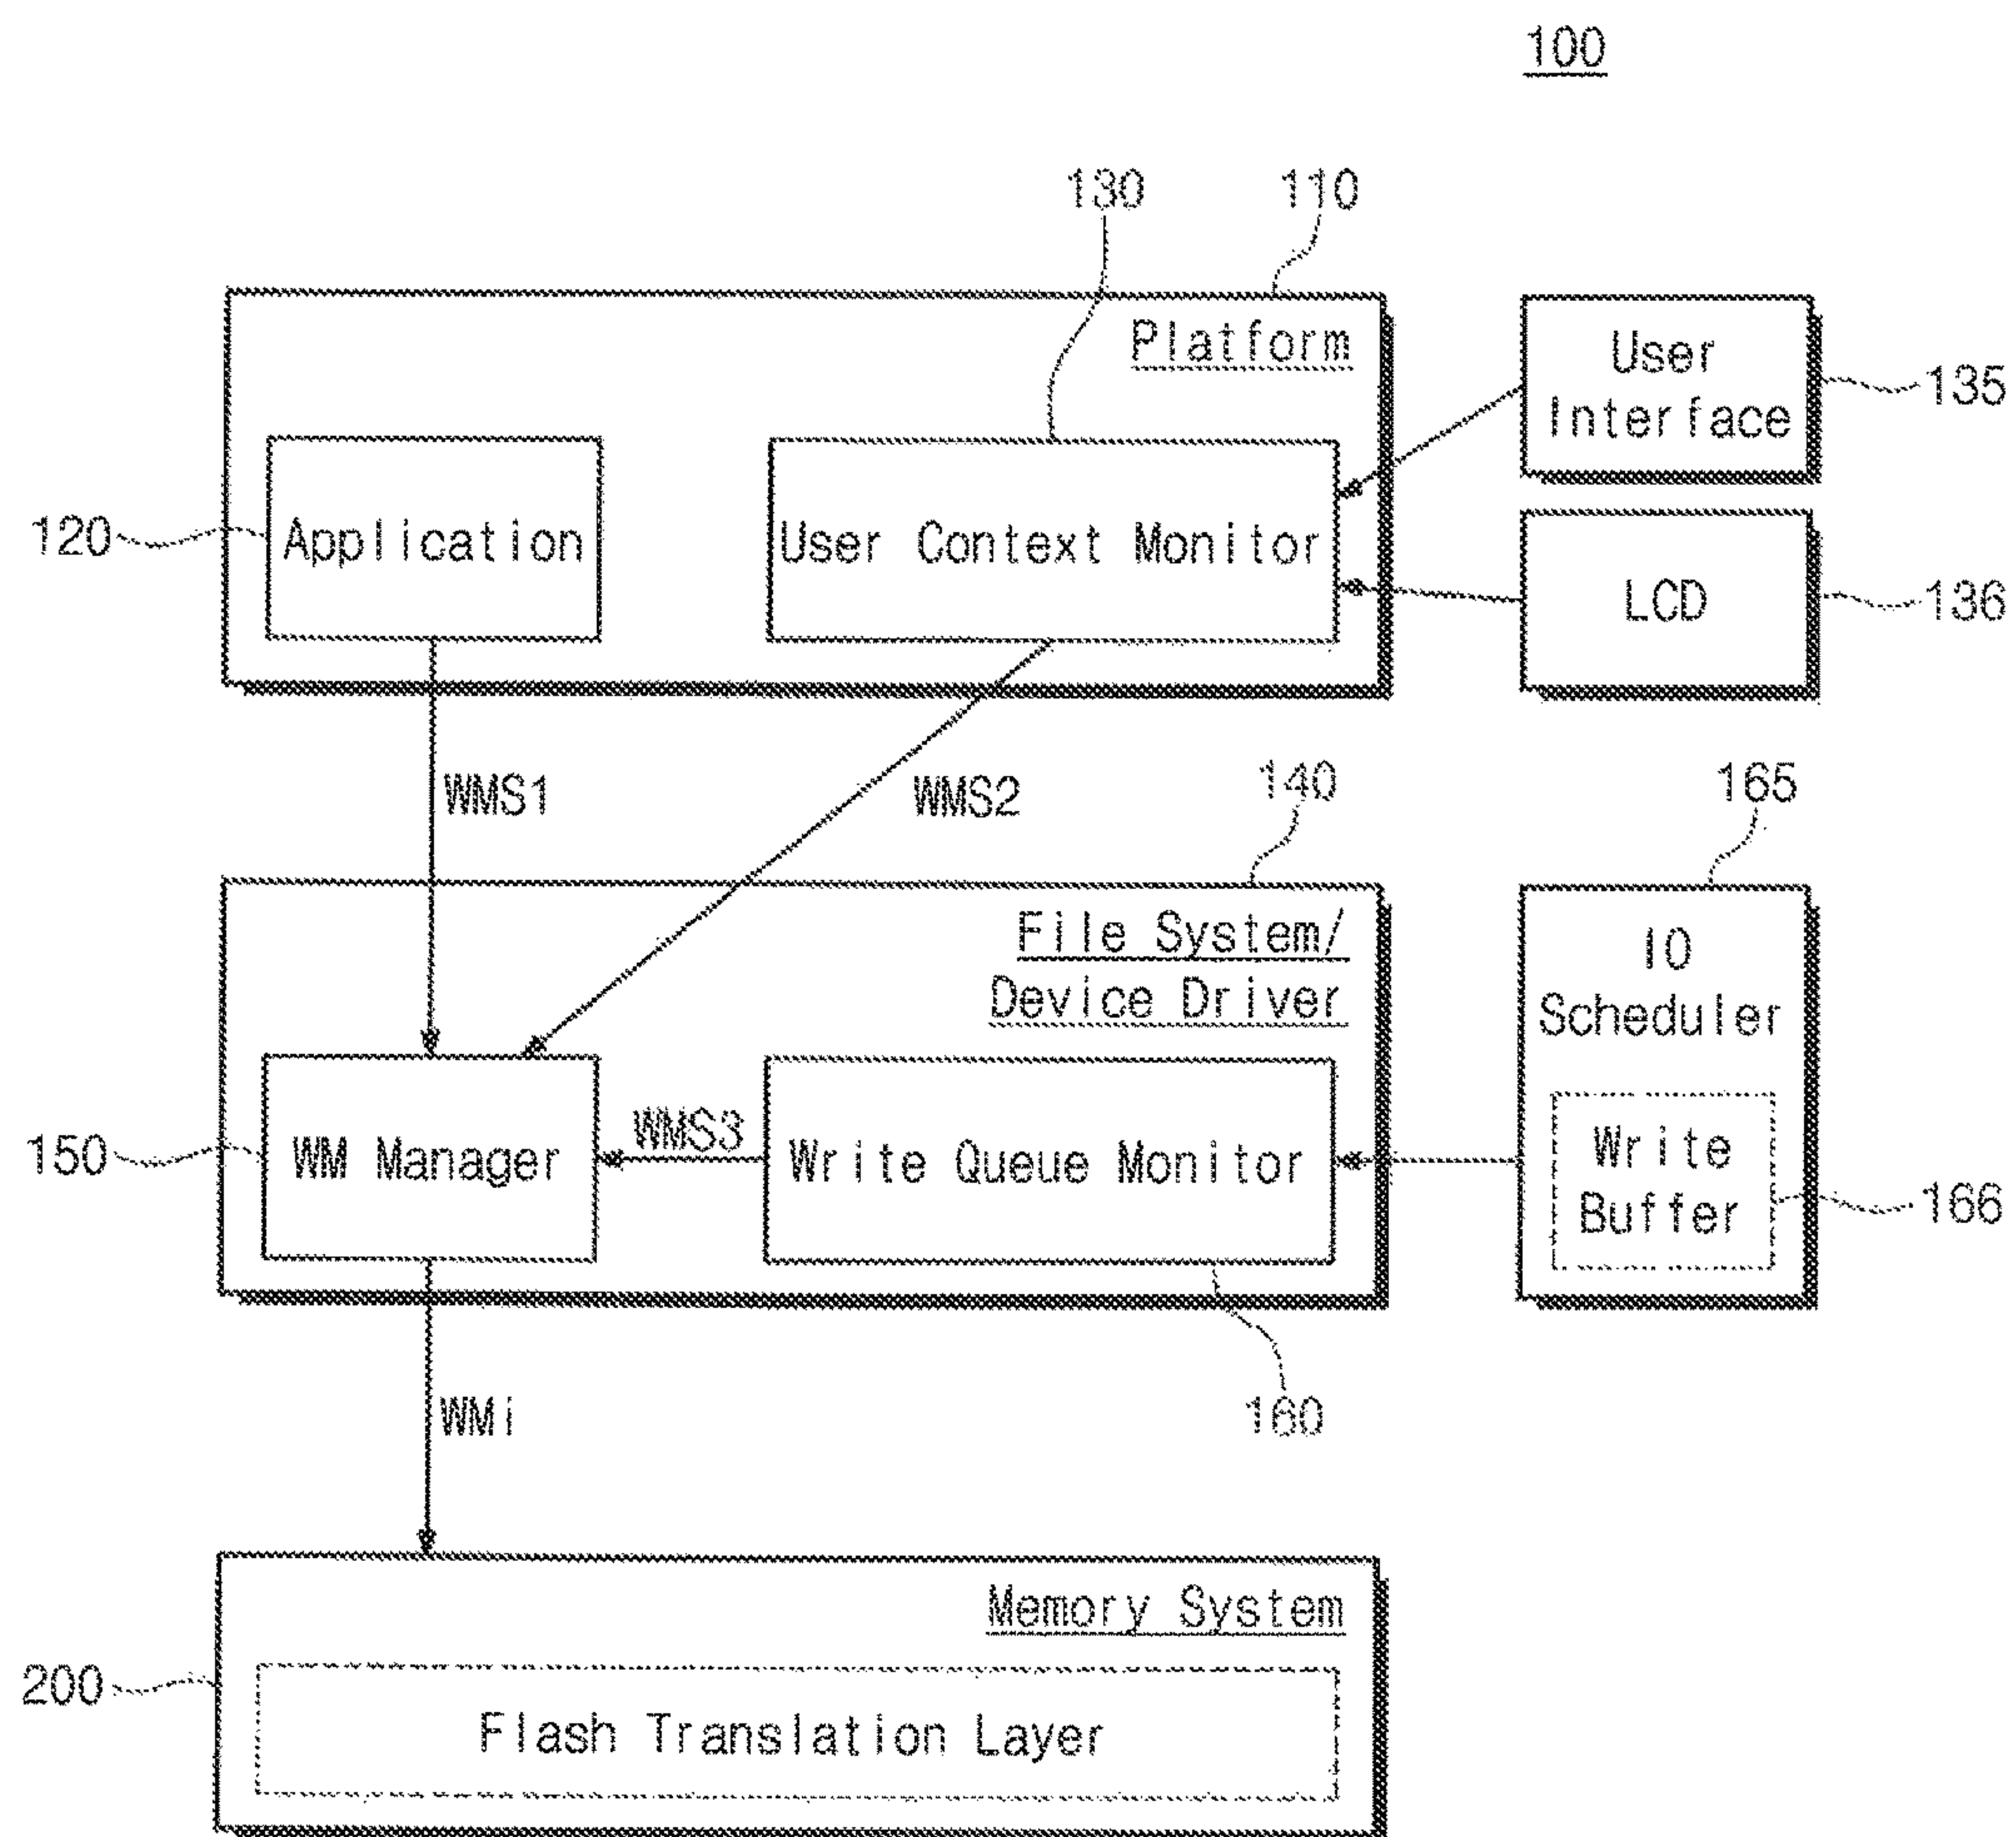 100
130
110
Platform
User
Interface
135
120
Application
User Context Monitor
LCD
136
WMS1
WMS2
140
165
File System/
Device Driver
IO
Scheduler
150
WM Manager
WMS3
Write Queue Monitor
Write
Buffer
166
WMi
160
Memory System
200
Flash Translation Layer